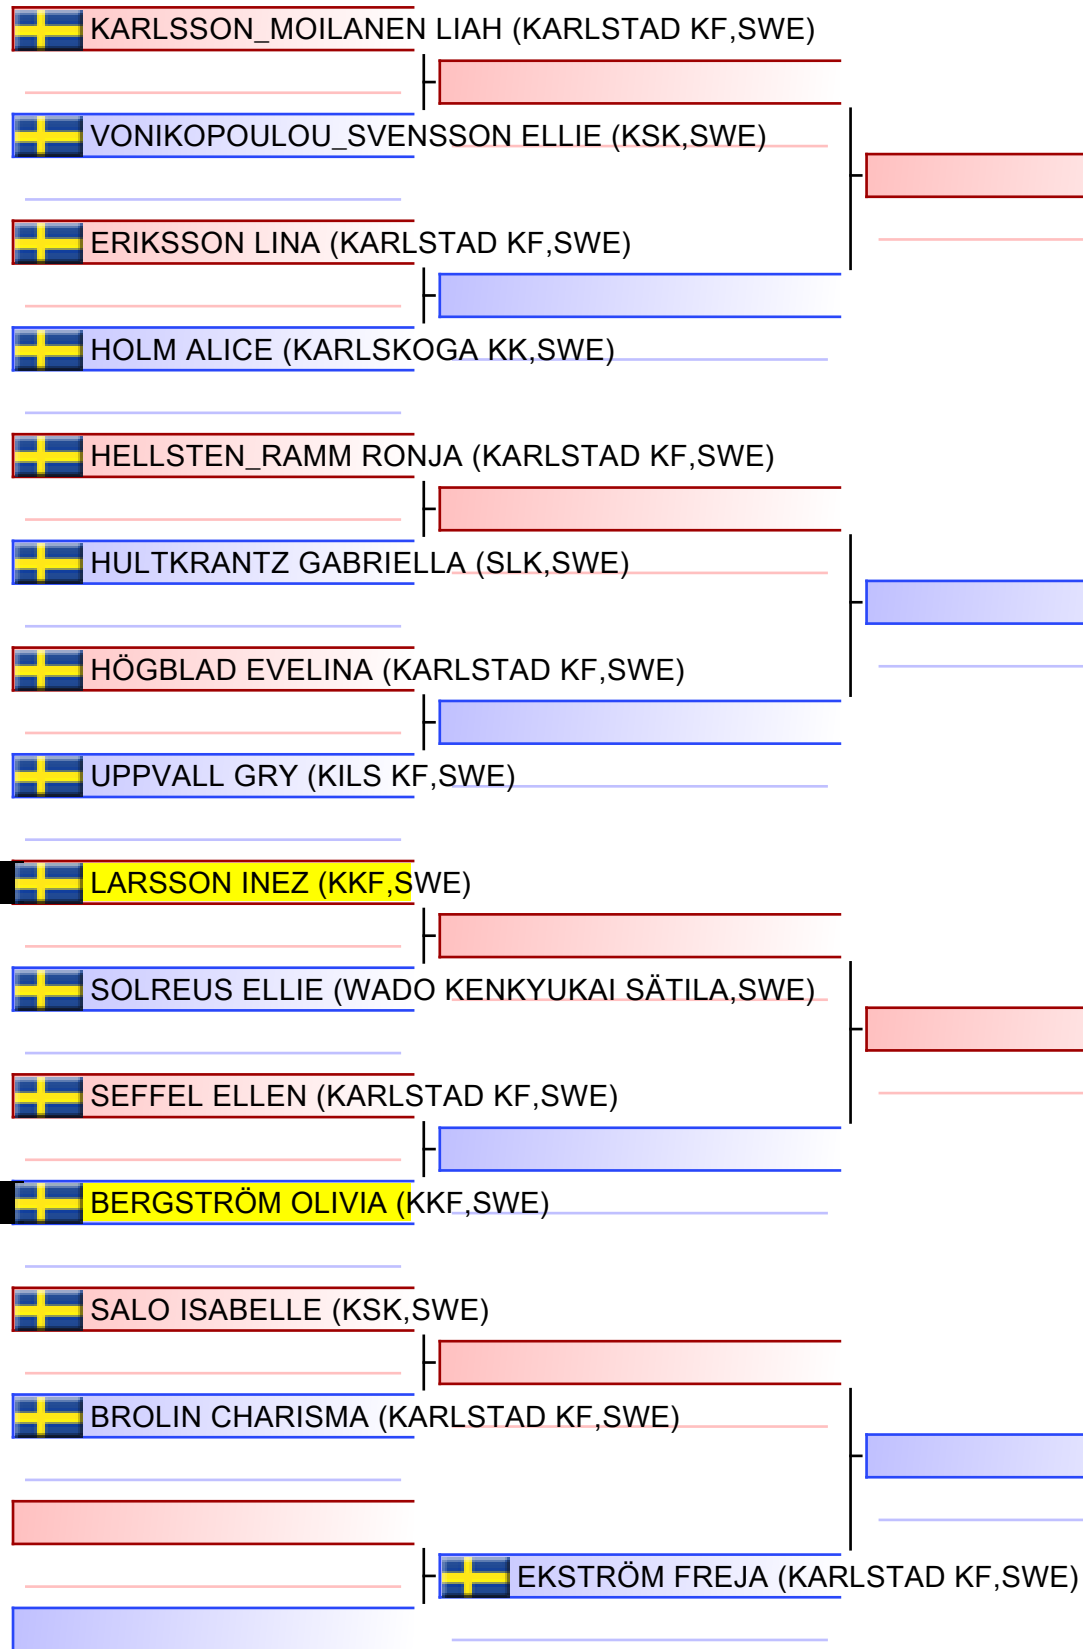 KARLSSON_MOILANEN LIAH (KARLSTAD KF,SWE)
VONIKOPOULOU_SVENSSON ELLIE (KSK,SWE)
ERIKSSON LINA (KARLSTAD KF,SWE)
HOLM ALICE (KARLSKOGA KK,SWE)
HELLSTEN_RAMM RONJA (KARLSTAD KF,SWE)
HULTKRANTZ GABRIELLA (SLK,SWE)
HÖGBLAD EVELINA (KARLSTAD KF,SWE)
UPPVALL GRY (KILS KF,SWE)
LARSSON INEZ (KKF,SWE)
SOLREUS ELLIE (WADO KENKYUKAI SÄTILA,SWE)
SEFFEL ELLEN (KARLSTAD KF,SWE)
BERGSTRÖM OLIVIA (KKF,SWE)
SALO ISABELLE (KSK,SWE)
BROLIN CHARISMA (KARLSTAD KF,SWE)
EKSTRÖM FREJA (KARLSTAD KF,SWE)